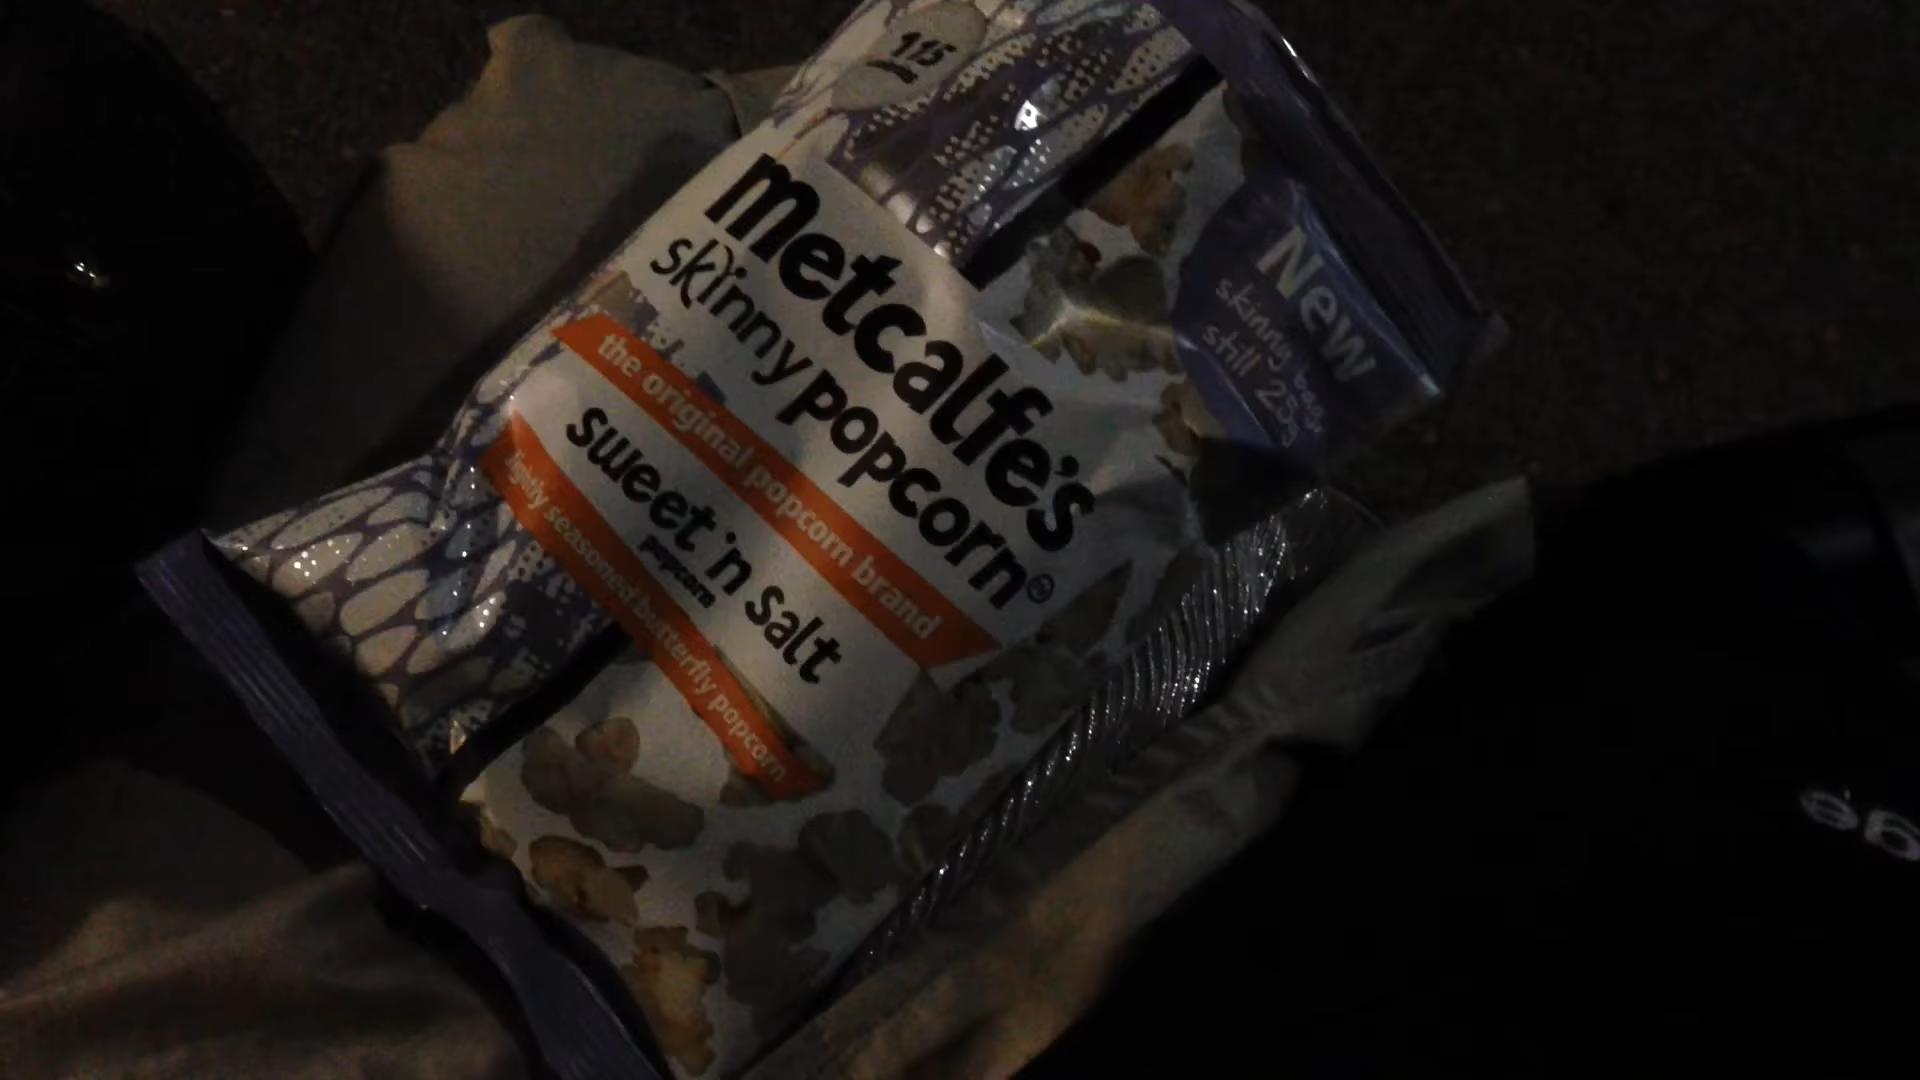 115
metcalfe's
skinny popcorn®
the original popcorn brand
sweet 'n salt
popcorn
lightly seasoned butterfly popcorn
New
skinny bag,
still 25g